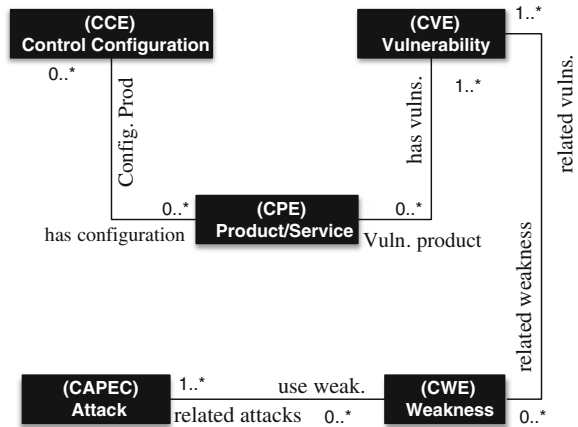 (CCE)
Control Configuration
(CVE)
Vulnerability
1..*
0..*
1..*
Config. Prod
has vulns.
related vulns.
0..*
(CPE)
Product/Service
0..*
has configuration
Vuln. product
related weakness
(CAPEC)
Attack
1..*
use weak.
(CWE)
Weakness
related attacks
0..*
0..*